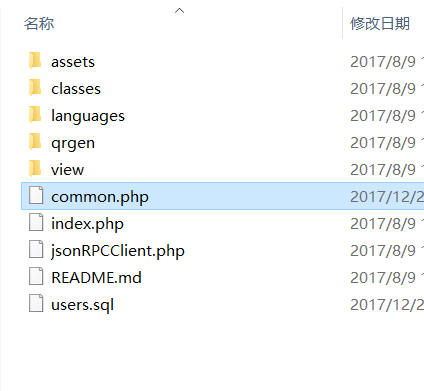 名称 修改日期
assets 2017/8/9
classes 2017/8/9
languages 2017/8/9
qrgen 2017/8/9
view 2017/8/9
common.php 2017/12/2
index.php 2017/8/9
jsonRPCClient.php 2017/8/9
README.md 2017/8/9
users.sql 2017/12/2